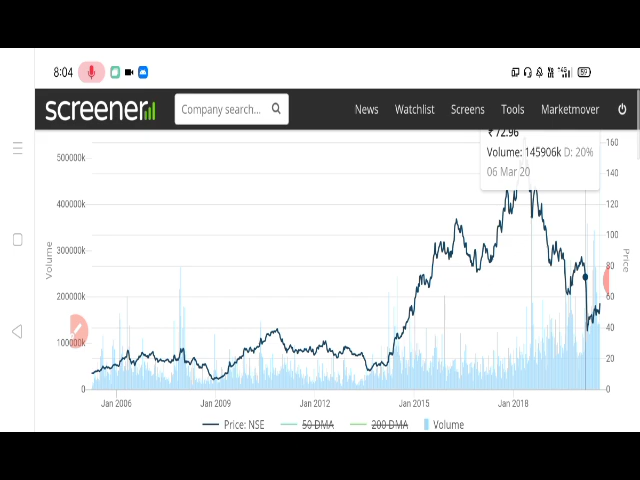 8:04
59
screener
Company search...
News Watchlist Screens Tools Marketmover
₹ 72.96
Volume: 145906k D: 20%
06 Mar 20
500000k
400000k
300000k
200000k
100000k
0
Volume
160
140
120
100
80
60
40
20
0
Price
Jan 2006 Jan 2009 Jan 2012 Jan 2015 Jan 2018
Price: NSE 50 DMA 200 DMA Volume